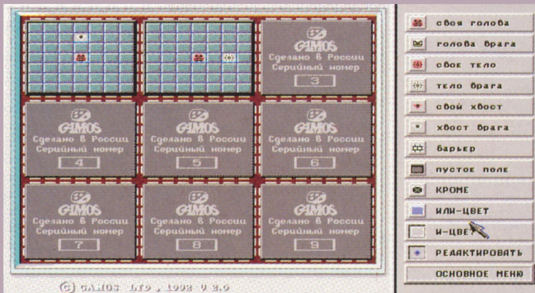 GAMOS
Сделано в России
Серийный номер
3
GAMOS
Сделано в России
Серийный номер
4
GAMOS
Сделано в России
Серийный номер
5
GAMOS
Сделано в России
Серийный номер
6
GAMOS
Сделано в России
Серийный номер
7
GAMOS
Сделано в России
Серийный номер
8
GAMOS
Сделано в России
Серийный номер
9
(C) GAMOS LTD, 1992 V 2.0
своя голова
голова врага
свое тело
тело врага
свой хвост
хвост врага
барьер
пустое поле
КРОМЕ
ИЛИ-ЦВЕТ
И-ЦВЕТ
РЕДАКТИРОВАТЬ
ОСНОВНОЕ МЕНЮ